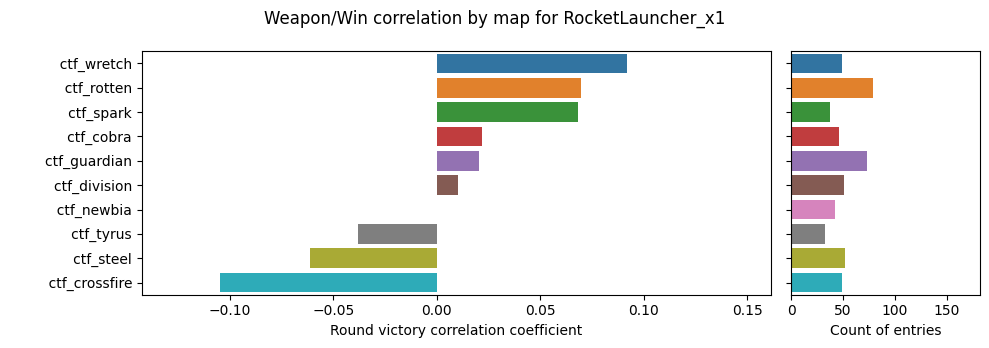 Weapon/Win correlation by map for RocketLauncher_x1
ctf_wretch
ctf_rotten
ctf_spark
ctf_cobra
ctf_guardian
ctf_division
ctf_newbia
ctf_tyrus
ctf_steel
ctf_crossfire
−0.10 −0.05 0.00 0.05 0.10 0.15
Round victory correlation coefficient
0 50 100 150
Count of entries